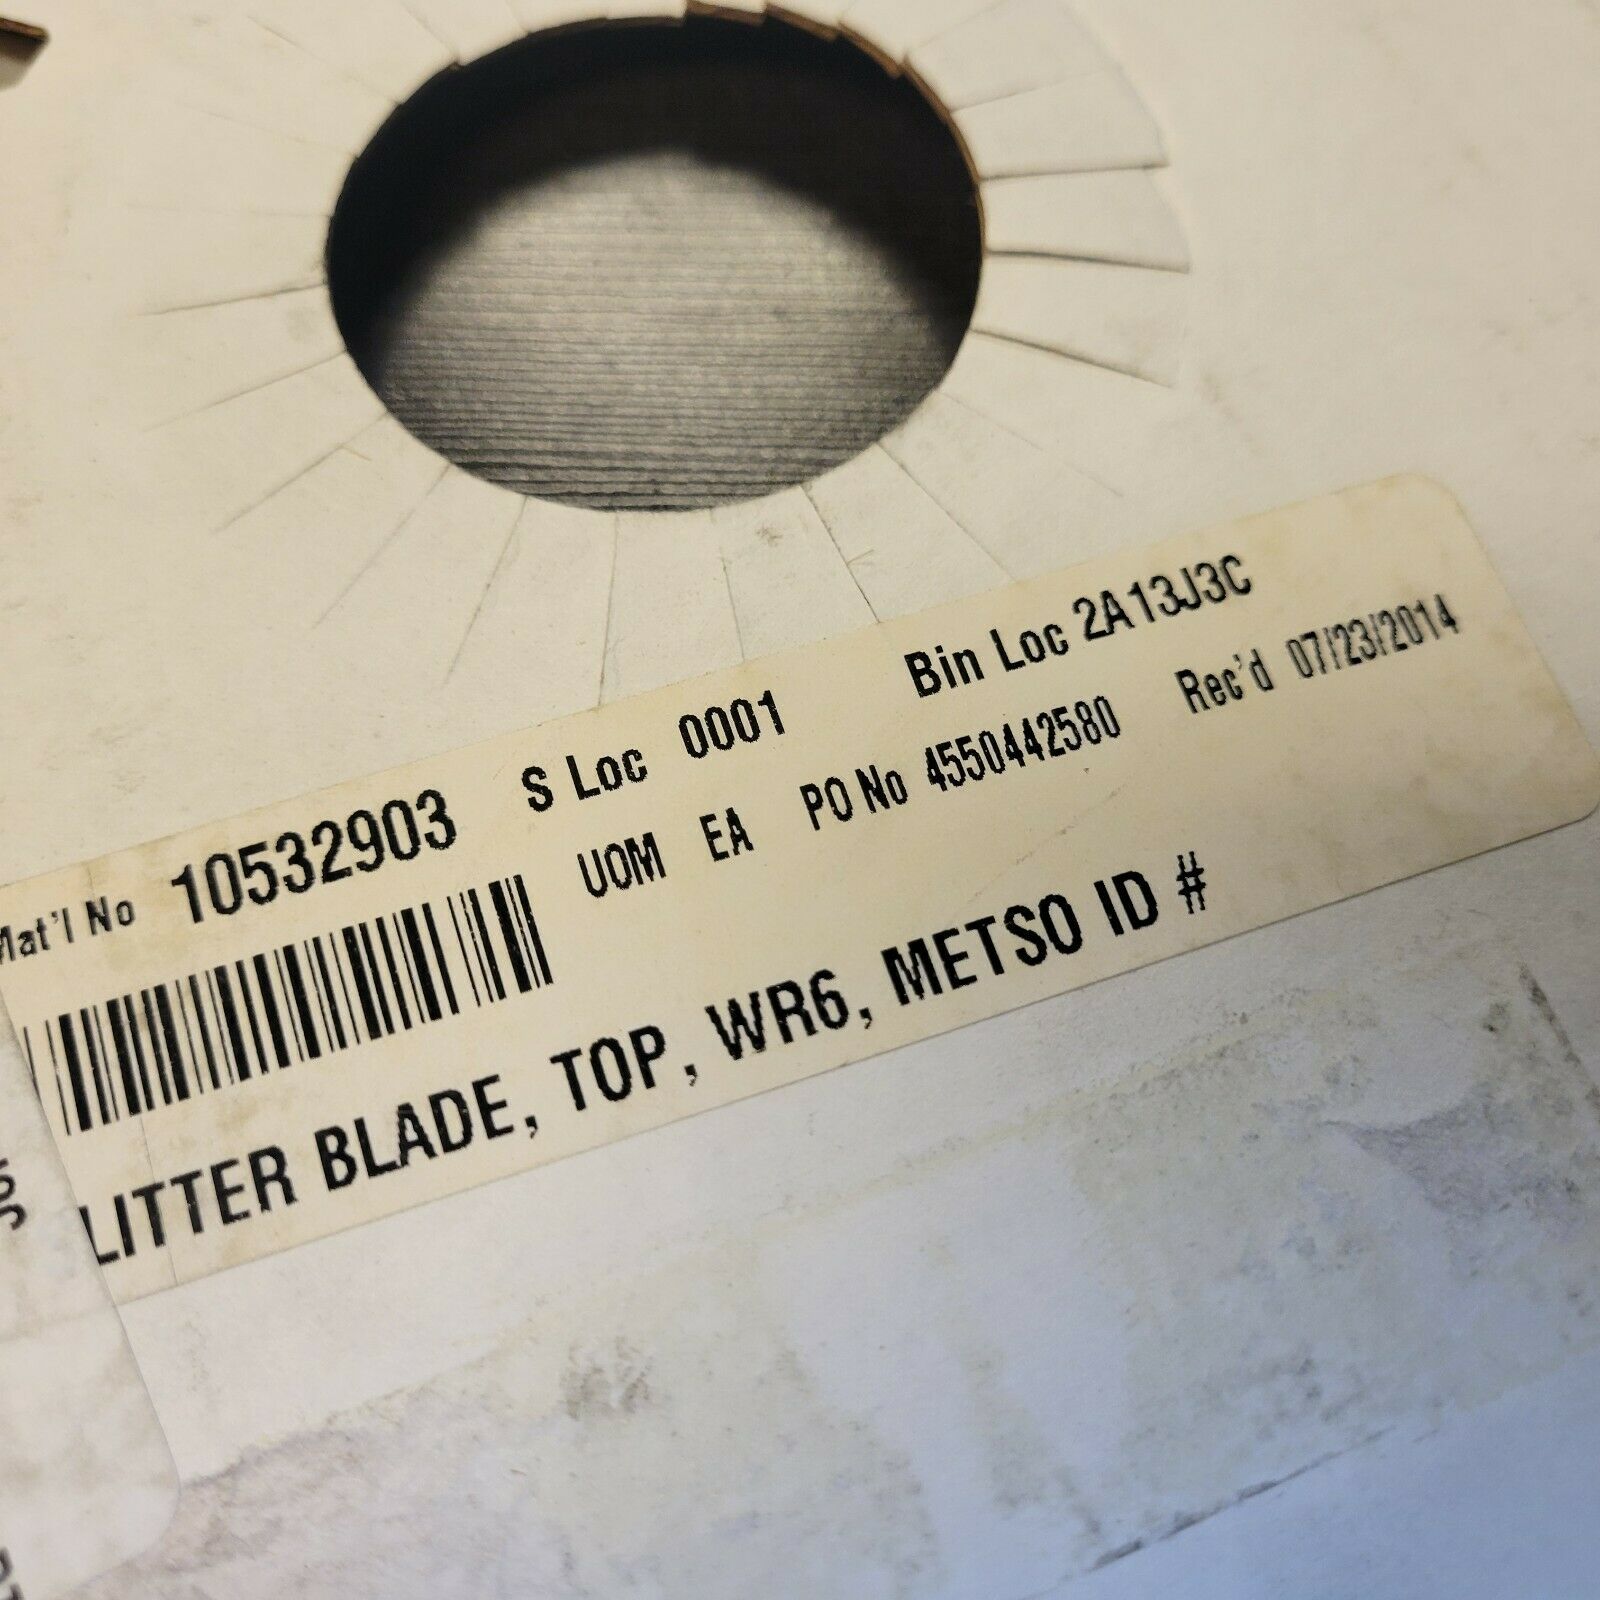 Mat'l No 10532903 S Loc 0001 Bin Loc 2A13J3C
UOM EA PO No 4550442580 Rec'd 07/23/2014
LITTER BLADE, TOP, WR6, METSO ID #